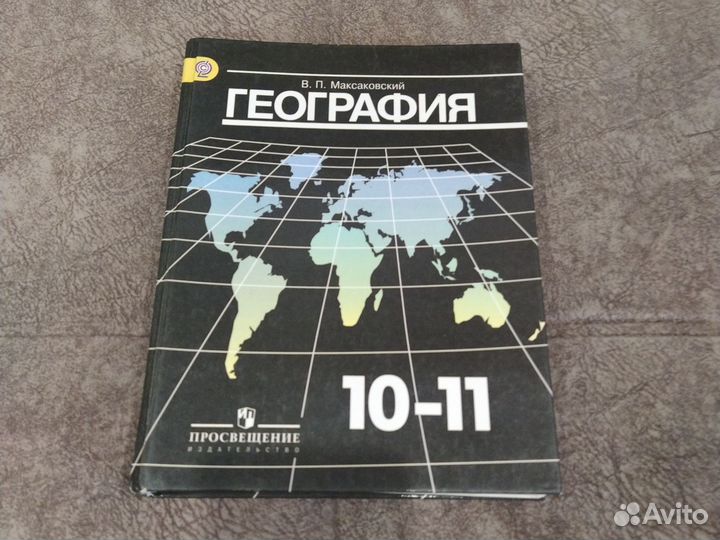 В. П. Максаковский
ГЕОГРАФИЯ
10-11
ПРОСВЕЩЕНИЕ
ИЗДАТЕЛЬСТВО
Avito